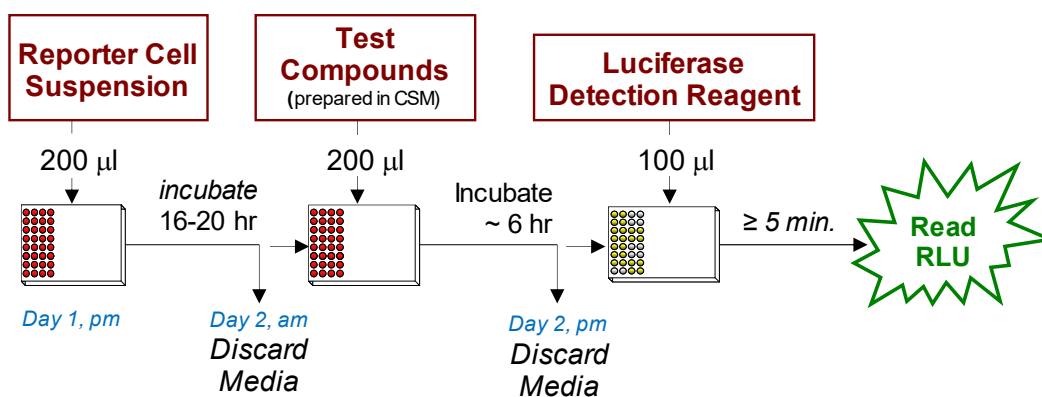 Reporter Cell
Suspension
Test
Compounds
(prepared in CSM)
Luciferase
Detection Reagent
200 µl
200 µl
100 µl
incubate
16-20 hr
Incubate
~ 6 hr
≥ 5 min.
Read
RLU
Day 1, pm
Day 2, am
Discard
Media
Day 2, pm
Discard
Media